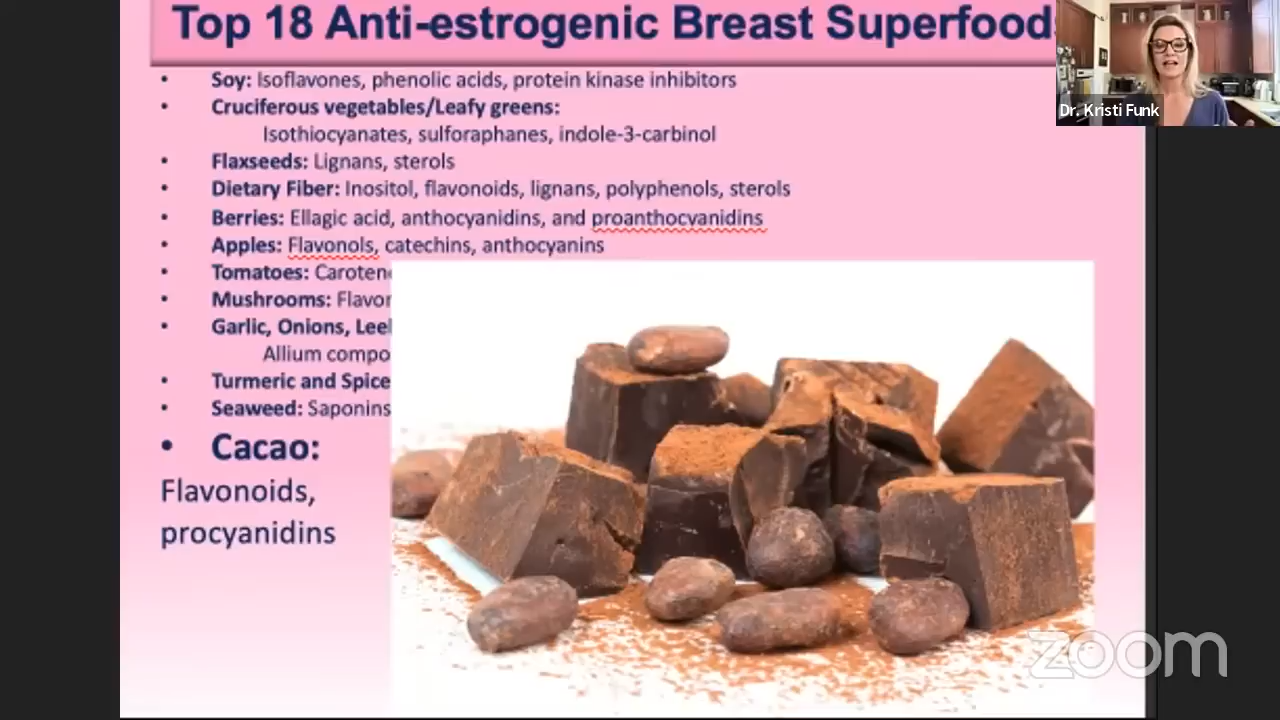 Top 18 Anti-estrogenic Breast Superfoods
Dr. Kristi Funk
• Soy: Isoflavones, phenolic acids, protein kinase inhibitors
• Cruciferous vegetables/Leafy greens:
Isothiocyanates, sulforaphanes, indole-3-carbinol
• Flaxseeds: Lignans, sterols
• Dietary Fiber: Inositol, flavonoids, lignans, polyphenols, sterols
• Berries: Ellagic acid, anthocyanidins, and proanthocyanidins
• Apples: Flavonols, catechins, anthocyanins
• Tomatoes:
• Mushrooms:
• Garlic, Onions,
Allium
• Turmeric and
• Seaweed: Saponins
• Cacao:
Flavonoids,
procyanidins
zoom